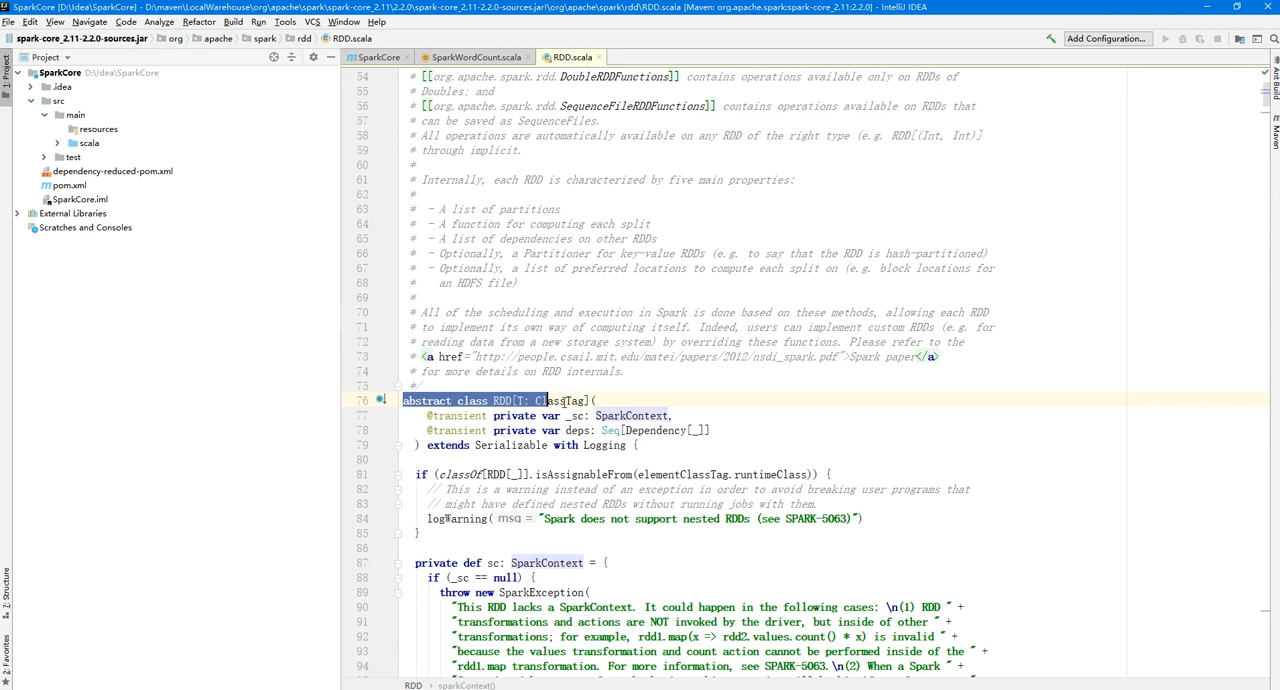 SparkCore [D:\Idea\SparkCore] - D:\maven\LocalWarehouse\org\apache\spark\spark-core_2.11\2.2.0\spark-core_2.11-2.2.0-sources.jar!\org\apache\spark\rdd\RDD.scala [Maven: org.apache.spark:spark-core_2.11:2.2.0] - IntelliJ IDEA
File Edit View Navigate Code Analyze Refactor Build Run Tools VCS Window Help
spark-core_2.11-2.2.0-sources.jar org apache spark rdd RDD.scala
Add Configuration...
Project
SparkCore SparkWordCount.scala RDD.scala
1: Project
SparkCore D:\Idea\SparkCore
.idea
src
main
resources
scala
test
dependency-reduced-pom.xml
pom.xml
SparkCore.iml
External Libraries
Scratches and Consoles
7: Structure
2: Favorites
Ant Build
Maven
54 * [[org.apache.spark.rdd.DoubleRDDFunctions]] contains operations available only on RDDs of
55 * Doubles; and
56 * [[org.apache.spark.rdd.SequenceFileRDDFunctions]] contains operations available on RDDs that
57 * can be saved as SequenceFiles.
58 * All operations are automatically available on any RDD of the right type (e.g. RDD[(Int, Int)]
59 * through implicit.
60 *
61 * Internally, each RDD is characterized by five main properties:
62 *
63 * - A list of partitions
64 * - A function for computing each split
65 * - A list of dependencies on other RDDs
66 * - Optionally, a Partitioner for key-value RDDs (e.g. to say that the RDD is hash-partitioned)
67 * - Optionally, a list of preferred locations to compute each split on (e.g. block locations for
68 * an HDFS file)
69 *
70 * All of the scheduling and execution in Spark is done based on these methods, allowing each RDD
71 * to implement its own way of computing itself. Indeed, users can implement custom RDDs (e.g. for
72 * reading data from a new storage system) by overriding these functions. Please refer to the
73 * <a href="http://people.csail.mit.edu/matei/papers/2012/nsdi_spark.pdf">Spark paper</a>
74 * for more details on RDD internals.
75 */
76 abstract class RDD[T: ClassTag](
77 @transient private var _sc: SparkContext,
78 @transient private var deps: Seq[Dependency[_]]
79 ) extends Serializable with Logging {
80
81 if (classOf[RDD[_]].isAssignableFrom(elementClassTag.runtimeClass)) {
82 // This is a warning instead of an exception in order to avoid breaking user programs that
83 // might have defined nested RDDs without running jobs with them.
84 logWarning( msg = "Spark does not support nested RDDs (see SPARK-5063)")
85 }
86
87 private def sc: SparkContext = {
88 if (_sc == null) {
89 throw new SparkException(
90 "This RDD lacks a SparkContext. It could happen in the following cases: \n(1) RDD " +
91 "transformations and actions are NOT invoked by the driver, but inside of other " +
92 "transformations; for example, rdd1.map(x => rdd2.values.count() * x) is invalid " +
93 "because the values transformation and count action cannot be performed inside of the " +
94 "rdd1.map transformation. For more information, see SPARK-5063.\n(2) When a Spark " +
RDD › sparkContext()